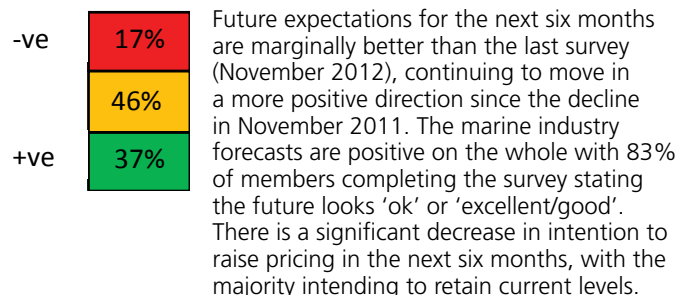 -ve
17%
46%
+ve
37%
Future expectations for the next six months
are marginally better than the last survey
(November 2012), continuing to move in
a more positive direction since the decline
in November 2011. The marine industry
forecasts are positive on the whole with 83%
of members completing the survey stating
the future looks ‘ok’ or ‘excellent/good’.
There is a significant decrease in intention to
raise pricing in the next six months, with the
majority intending to retain current levels.